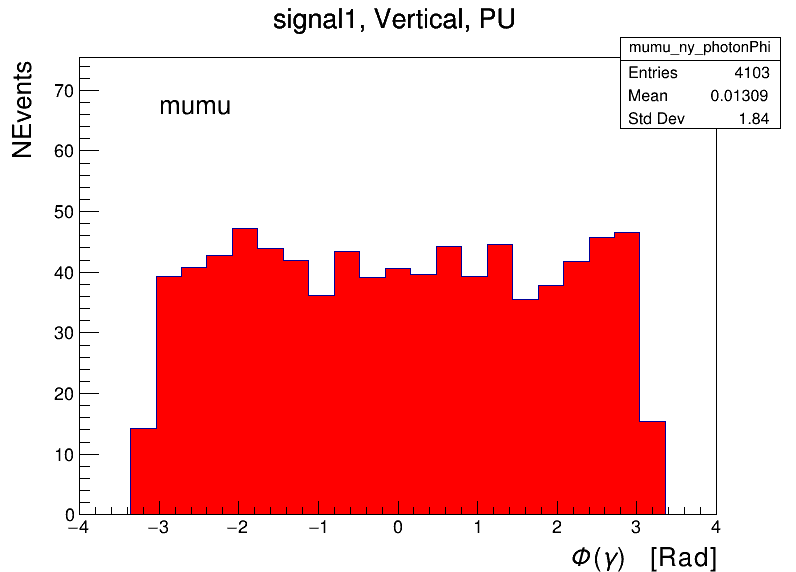 signal1, Vertical, PU
mumu_ny_photonPhi
Entries 4103
Mean 0.01309
Std Dev 1.84
NEvents
mumu
70
60
50
40
30
20
10
0
−4 −3 −2 −1 0 1 2 3 4
Φ(γ) [Rad]